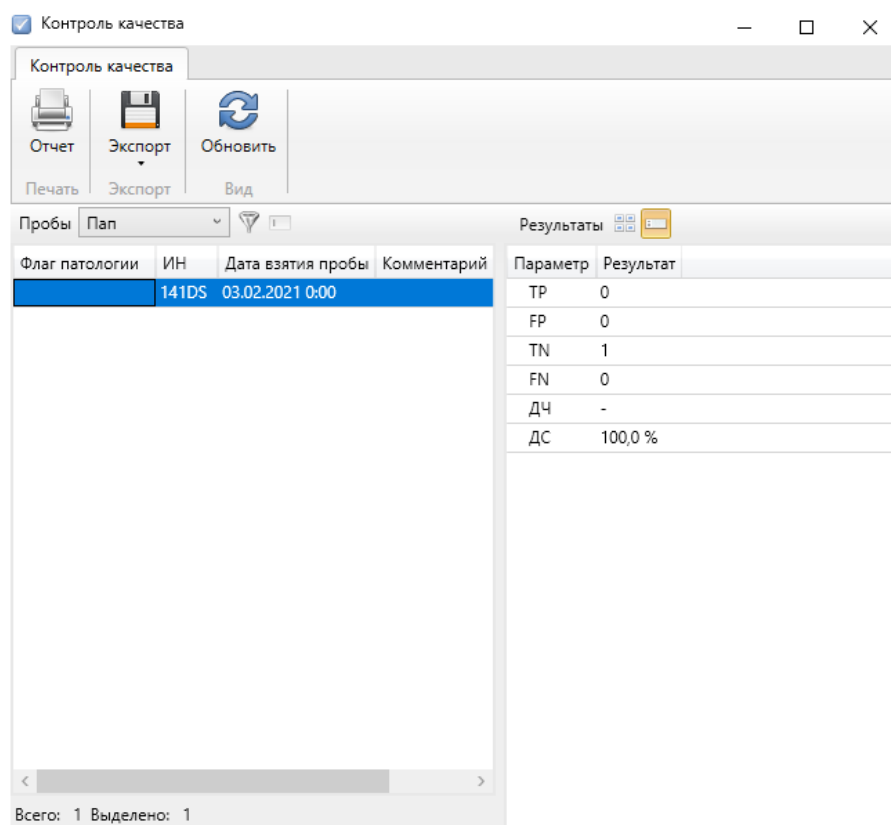 Контроль качества
Контроль качества
Отчет Экспорт Обновить
Печать Экспорт Вид
Пробы Пап
Флаг патологии ИН Дата взятия пробы Комментарий
141DS 03.02.2021 0:00
Всего: 1 Выделено: 1
Результаты
Параметр Результат
TP 0
FP 0
TN 1
FN 0
ДЧ -
ДС 100,0 %